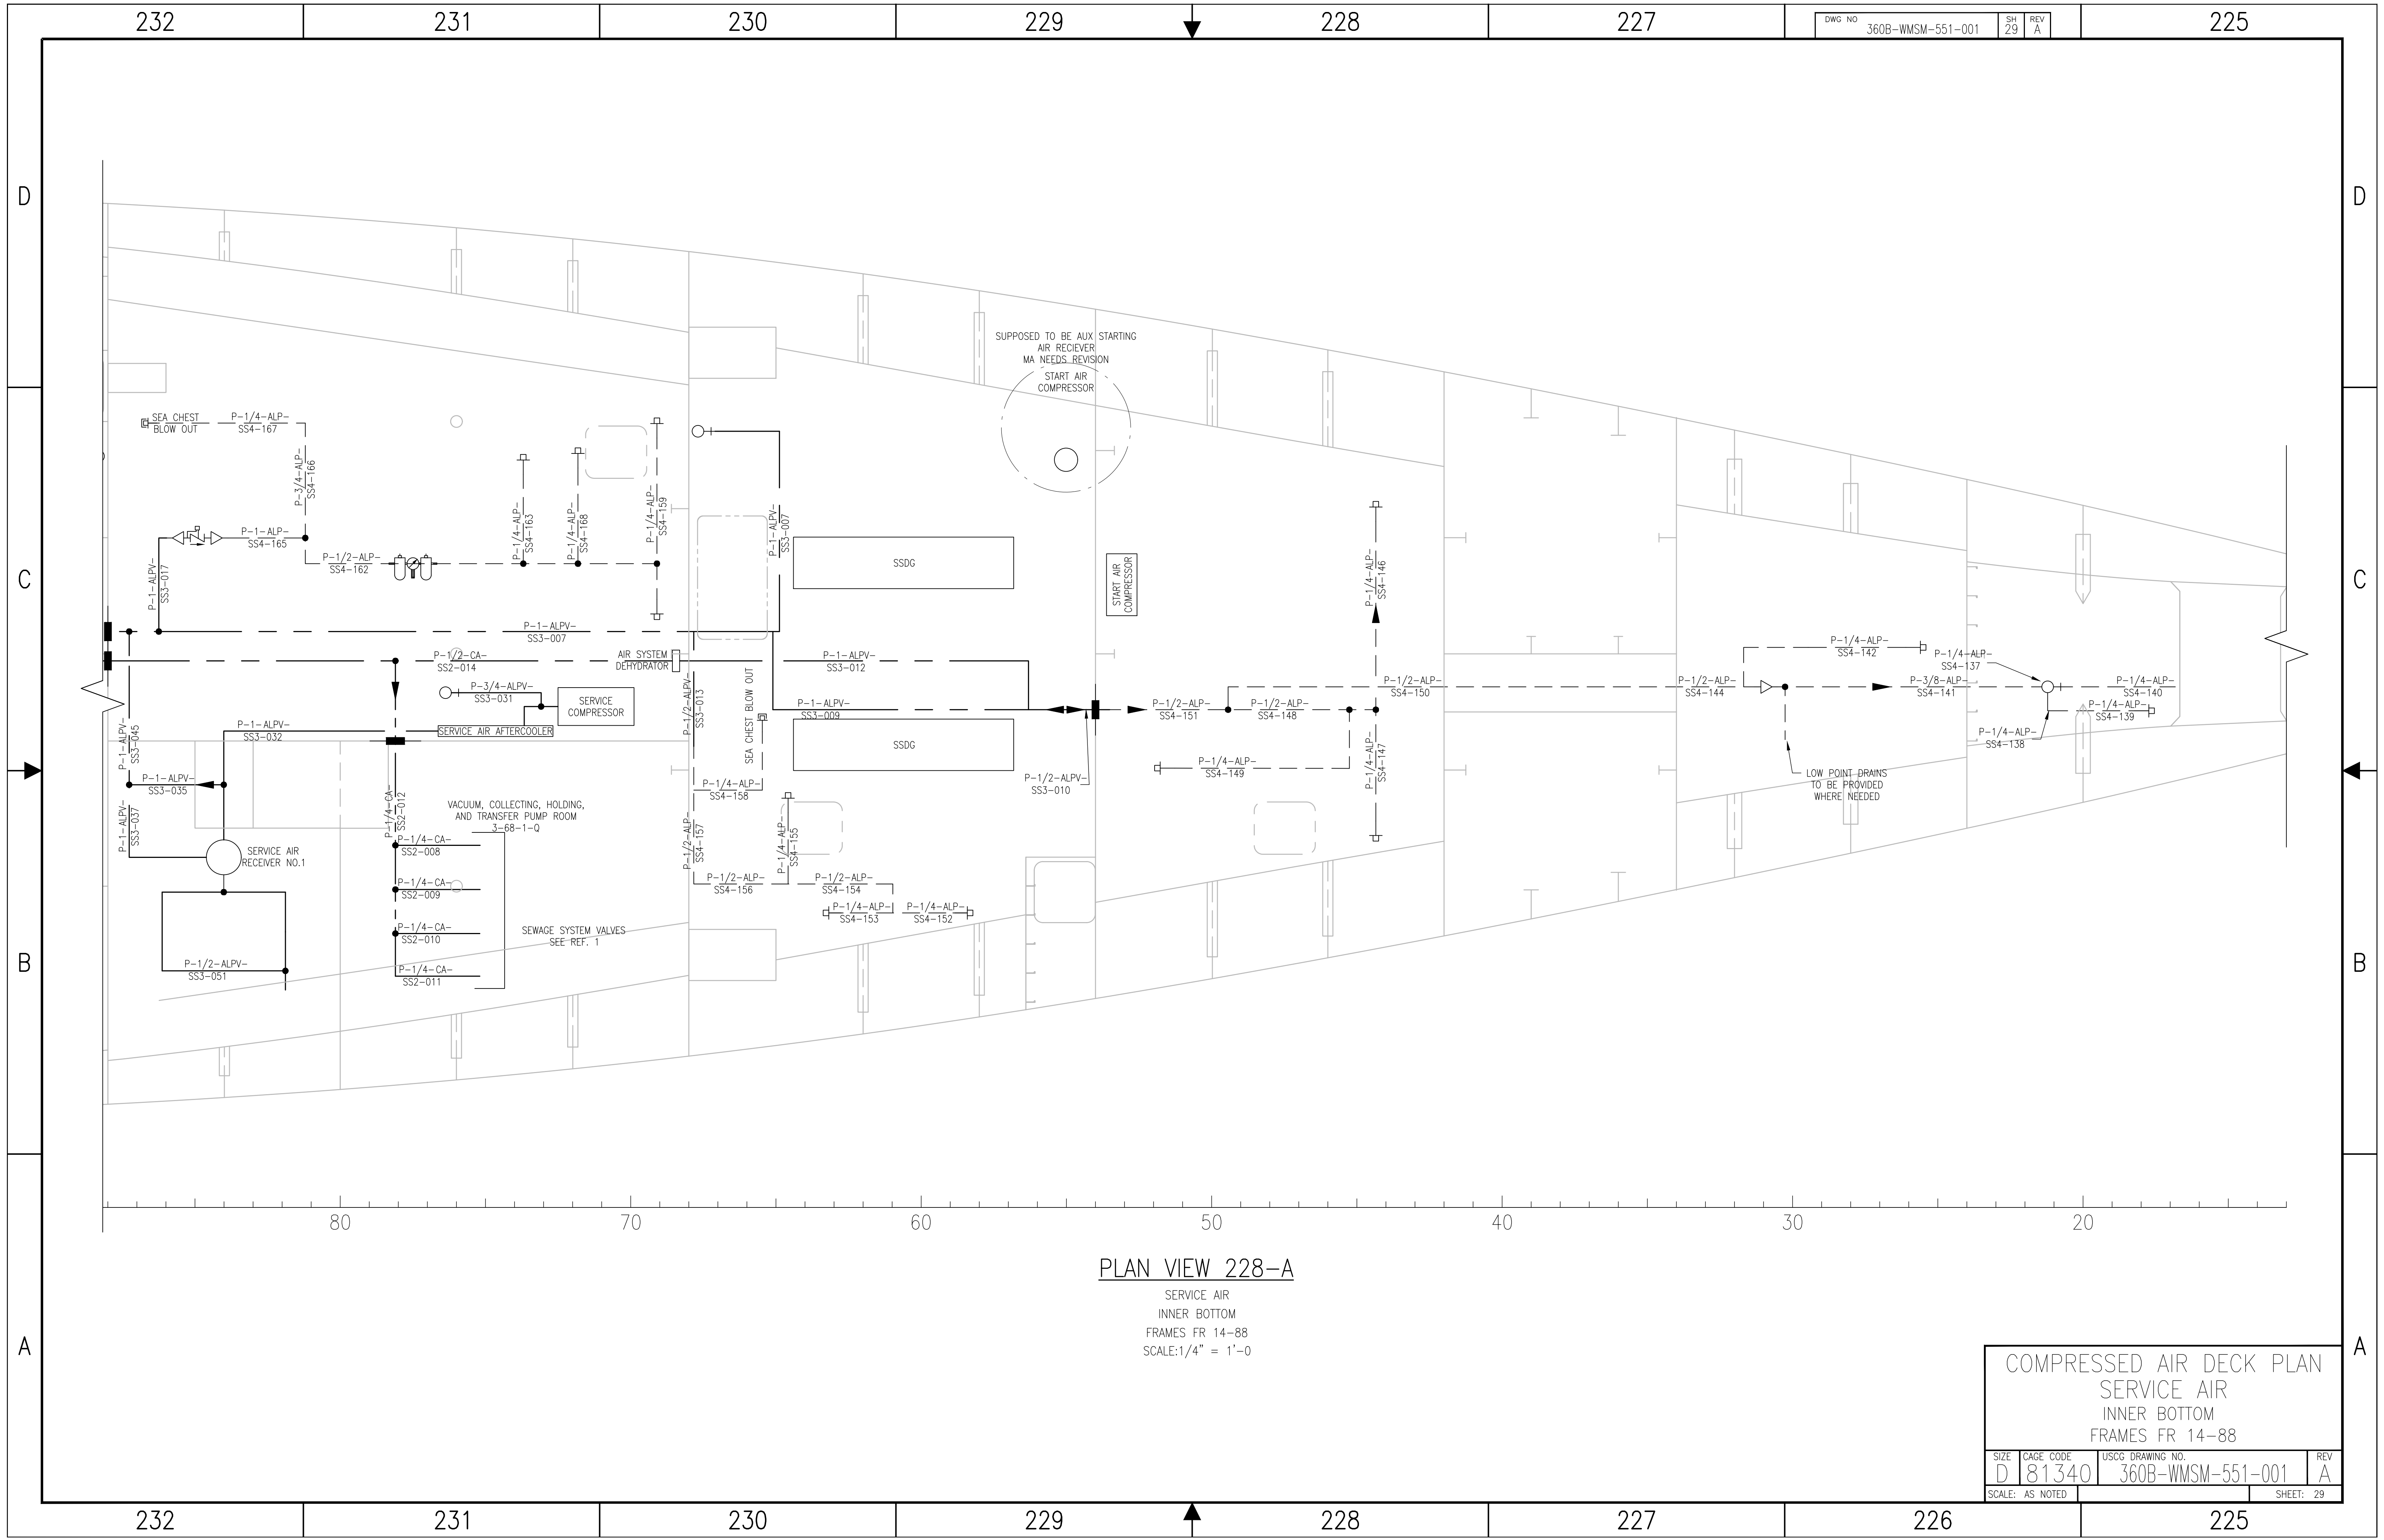 232 231 230 229 228 227 225
DWG NO
360B-WMSM-551-001
SH
29
REV
A
D
D
SUPPOSED TO BE AUX STARTING
AIR RECIEVER
MA NEEDS REVISION
START AIR
COMPRESSOR
SEA CHEST
BLOW OUT
P-1/4-ALP-
SS4-167
P-3/4-ALP-
SS4-166
P-1-ALP-
SS4-165
P-1/2-ALP-
SS4-162
P-1/4-ALP-
SS4-163
P-1/4-ALP-
SS4-168
P-1/4-ALP-
SS4-159
P-1-ALPV-
SS3-007
P-1-ALPV-
SS3-017
SSDG
START AIR
COMPRESSOR
P-1/4-ALP-
SS4-146
C
C
P-1-ALPV-
SS3-007
P-1/2-CA-
SS2-014
AIR SYSTEM
DEHYDRATOR
P-1-ALPV-
SS3-012
P-3/4-ALPV-
SS3-031
SERVICE
COMPRESSOR
SERVICE AIR AFTERCOOLER
P-1/2-ALPV-
SS3-013
SEA CHEST BLOW OUT
P-1-ALPV-
SS3-009
SSDG
P-1/2-ALPV-
SS3-010
P-1/2-ALP-
SS4-151
P-1/2-ALP-
SS4-148
P-1/2-ALP-
SS4-150
P-1/4-ALP-
SS4-149
P-1/4-ALP-
SS4-147
P-1/2-ALP-
SS4-144
P-1/4-ALP-
SS4-142
P-3/8-ALP-
SS4-141
P-1/4-ALP-
SS4-137
P-1/4-ALP-
SS4-140
P-1/4-ALP-
SS4-139
P-1/4-ALP-
SS4-138
LOW POINT DRAINS
TO BE PROVIDED
WHERE NEEDED
P-1-ALPV-
SS3-032
P-1-ALPV-
SS3-045
P-1-ALPV-
SS3-035
P-1-ALPV-
SS3-037
SERVICE AIR
RECEIVER NO.1
P-1/2-ALPV-
SS3-051
P-1/4-CA-
SS2-012
VACUUM, COLLECTING, HOLDING,
AND TRANSFER PUMP ROOM
3-68-1-Q
P-1/4-CA-
SS2-008
P-1/4-CA-
SS2-009
P-1/4-CA-
SS2-010
P-1/4-CA-
SS2-011
SEWAGE SYSTEM VALVES
SEE REF. 1
P-1/4-ALP-
SS4-158
P-1/2-ALP-
SS4-157
P-1/4-ALP-
SS4-155
P-1/2-ALP-
SS4-156
P-1/2-ALP-
SS4-154
P-1/4-ALP-
SS4-153
P-1/4-ALP-
SS4-152
B
B
80 70 60 50 40 30 20
PLAN VIEW 228-A
SERVICE AIR
INNER BOTTOM
FRAMES FR 14-88
SCALE:1/4" = 1'-0
A
A
COMPRESSED AIR DECK PLAN
SERVICE AIR
INNER BOTTOM
FRAMES FR 14-88
SIZE
D
CAGE CODE
81340
USCG DRAWING NO.
360B-WMSM-551-001
REV
A
SCALE: AS NOTED
SHEET: 29
232 231 230 229 228 227 226 225